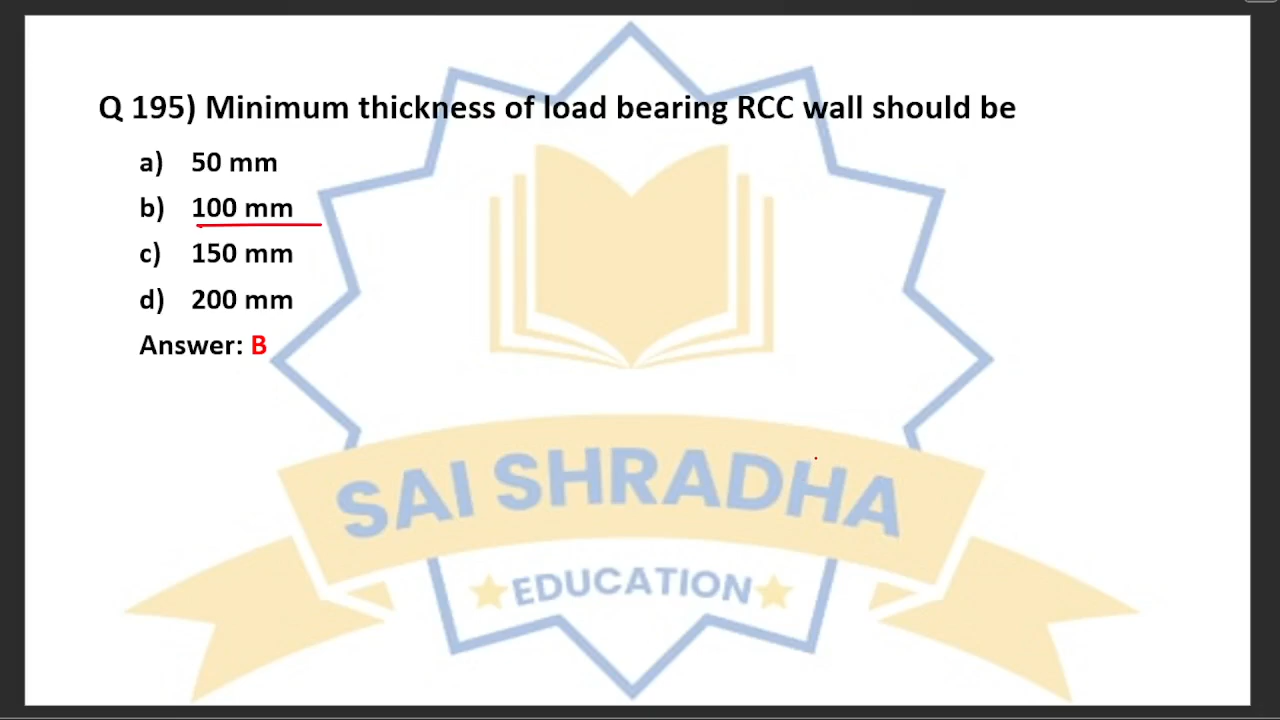 Q 195) Minimum thickness of load bearing RCC wall should be
a) 50 mm
b) 100 mm
c) 150 mm
d) 200 mm
Answer: B
SAI SHRADHA
EDUCATION